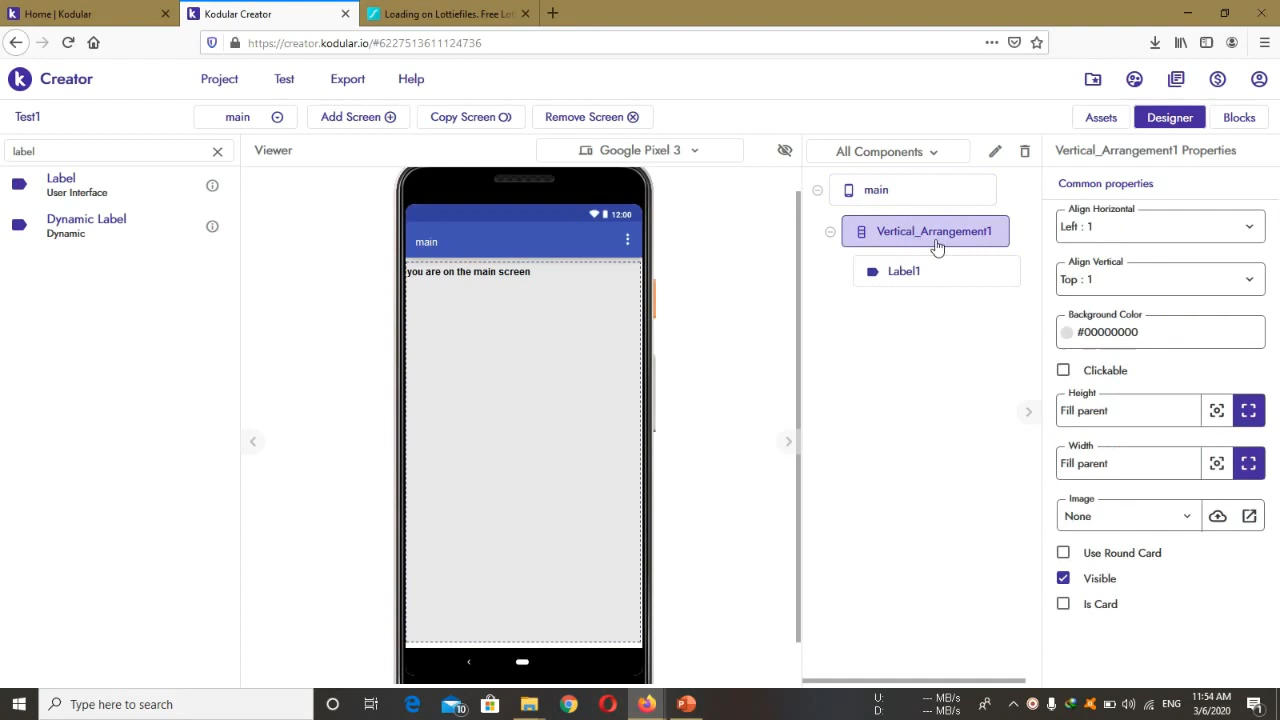 Home | Kodular
Kodular Creator
Loading on Lottiefiles. Free Lot
https://creator.kodular.io/#6227513611124736
k Creator
Project
Test
Export
Help
Test1
main
Add Screen
Copy Screen
Remove Screen
Assets
Designer
Blocks
label
Viewer
Google Pixel 3
All Components
Vertical_Arrangement1 Properties
Label
User Interface
Dynamic Label
Dynamic
12:00
main
you are on the main screen
main
Vertical_Arrangement1
Label1
Common properties
Align Horizontal
Left : 1
Align Vertical
Top : 1
Background Color
#00000000
Clickable
Height
Fill parent
Width
Fill parent
Image
None
Use Round Card
Visible
Is Card
Type here to search
10
U: --- MB/s
D: --- MB/s
ENG
11:54 AM
3/6/2020
1